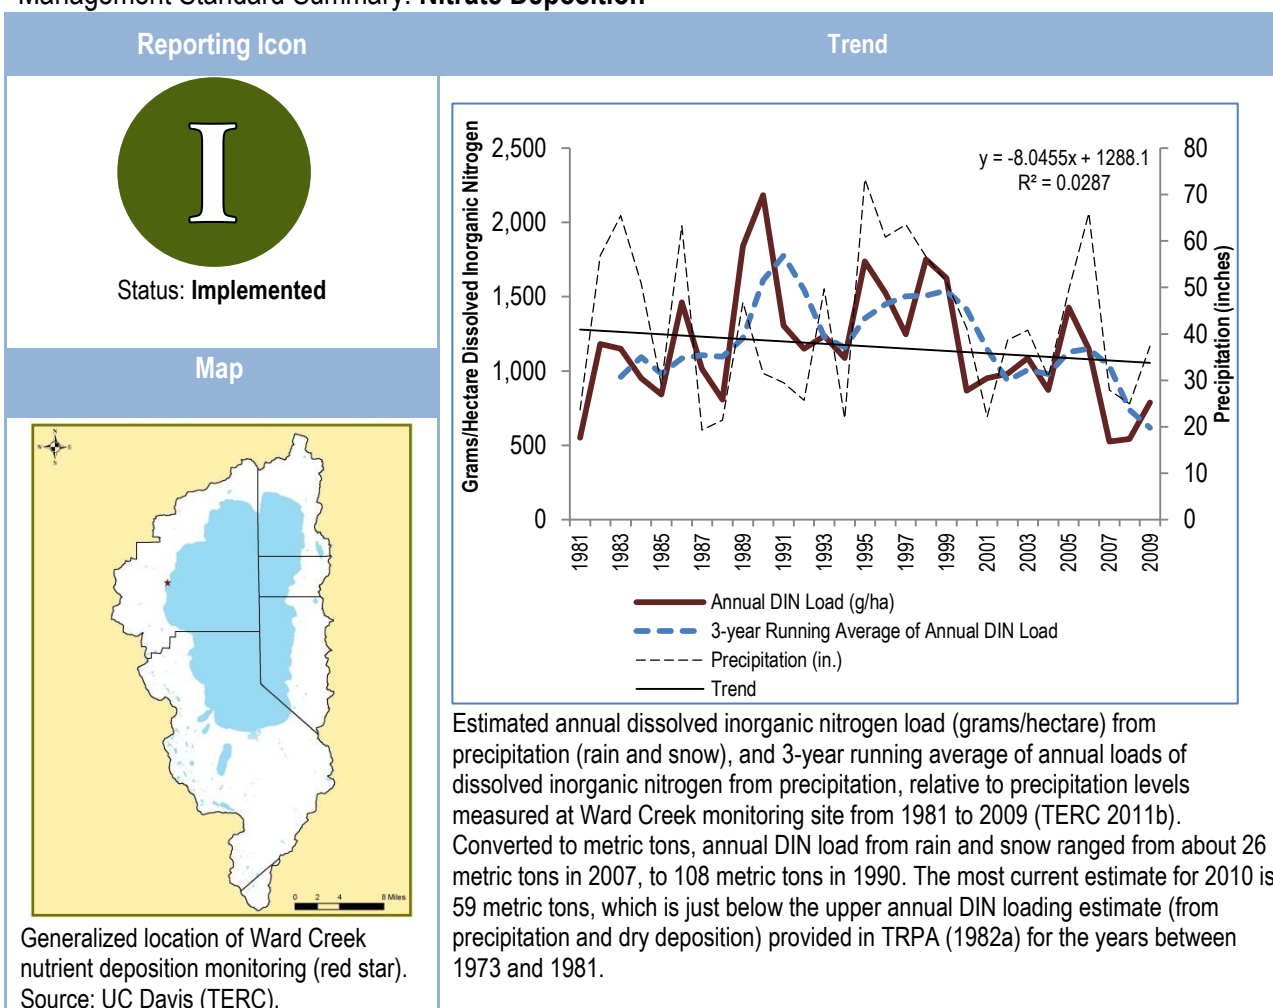 Management Standard Summary: Nitrate Deposition
Reporting Icon
I
Status: Implemented
Map
N
W
E
S
0 2 4 8 Miles
Generalized location of Ward Creek
nutrient deposition monitoring (red star).
Source: UC Davis (TERC).
Trend
Grams/Hectare Dissolved Inorganic Nitrogen
2,500
2,000
1,500
1,000
500
0
y = -8.0455x + 1288.1
R² = 0.0287
80
70
60
50
40
30
20
10
0
Precipitation (inches)
1981 1983 1985 1987 1989 1991 1993 1995 1997 1999 2001 2003 2005 2007 2009
Annual DIN Load (g/ha)
3-year Running Average of Annual DIN Load
Precipitation (in.)
Trend
Estimated annual dissolved inorganic nitrogen load (grams/hectare) from
precipitation (rain and snow), and 3-year running average of annual loads of
dissolved inorganic nitrogen from precipitation, relative to precipitation levels
measured at Ward Creek monitoring site from 1981 to 2009 (TERC 2011b).
Converted to metric tons, annual DIN load from rain and snow ranged from about 26
metric tons in 2007, to 108 metric tons in 1990. The most current estimate for 2010 is
59 metric tons, which is just below the upper annual DIN loading estimate (from
precipitation and dry deposition) provided in TRPA (1982a) for the years between
1973 and 1981.